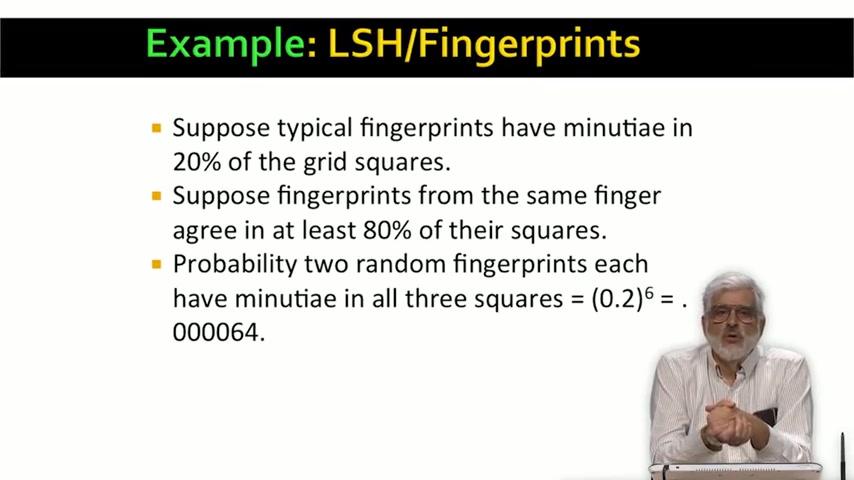 Example: LSH/Fingerprints
Suppose typical fingerprints have minutiae in
20% of the grid squares.
Suppose fingerprints from the same finger
agree in at least 80% of their squares.
Probability two random fingerprints each
have minutiae in all three squares = (0.2)⁶ = .
000064.